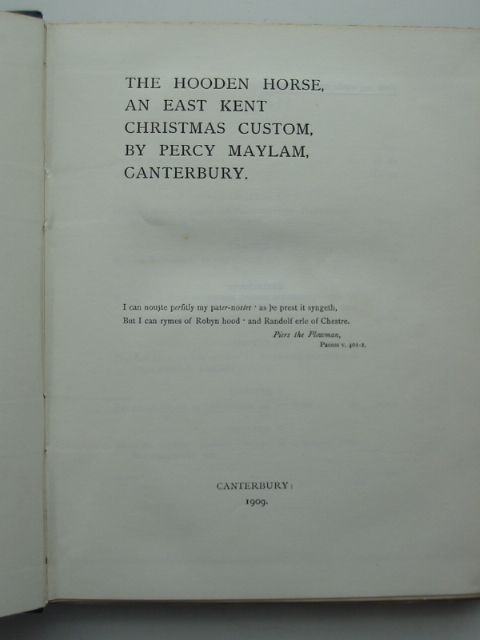 THE HOODEN HORSE,
AN EAST KENT
CHRISTMAS CUSTOM,
BY PERCY MAYLAM,
CANTERBURY.
I can nouȝte perfitly my pater-noster · as þe prest it syngeth,
But I can rymes of Robyn hood · and Randolf erle of Chestre.
Piers the Plowman,
Passus v. 401-2.
CANTERBURY:
1909.